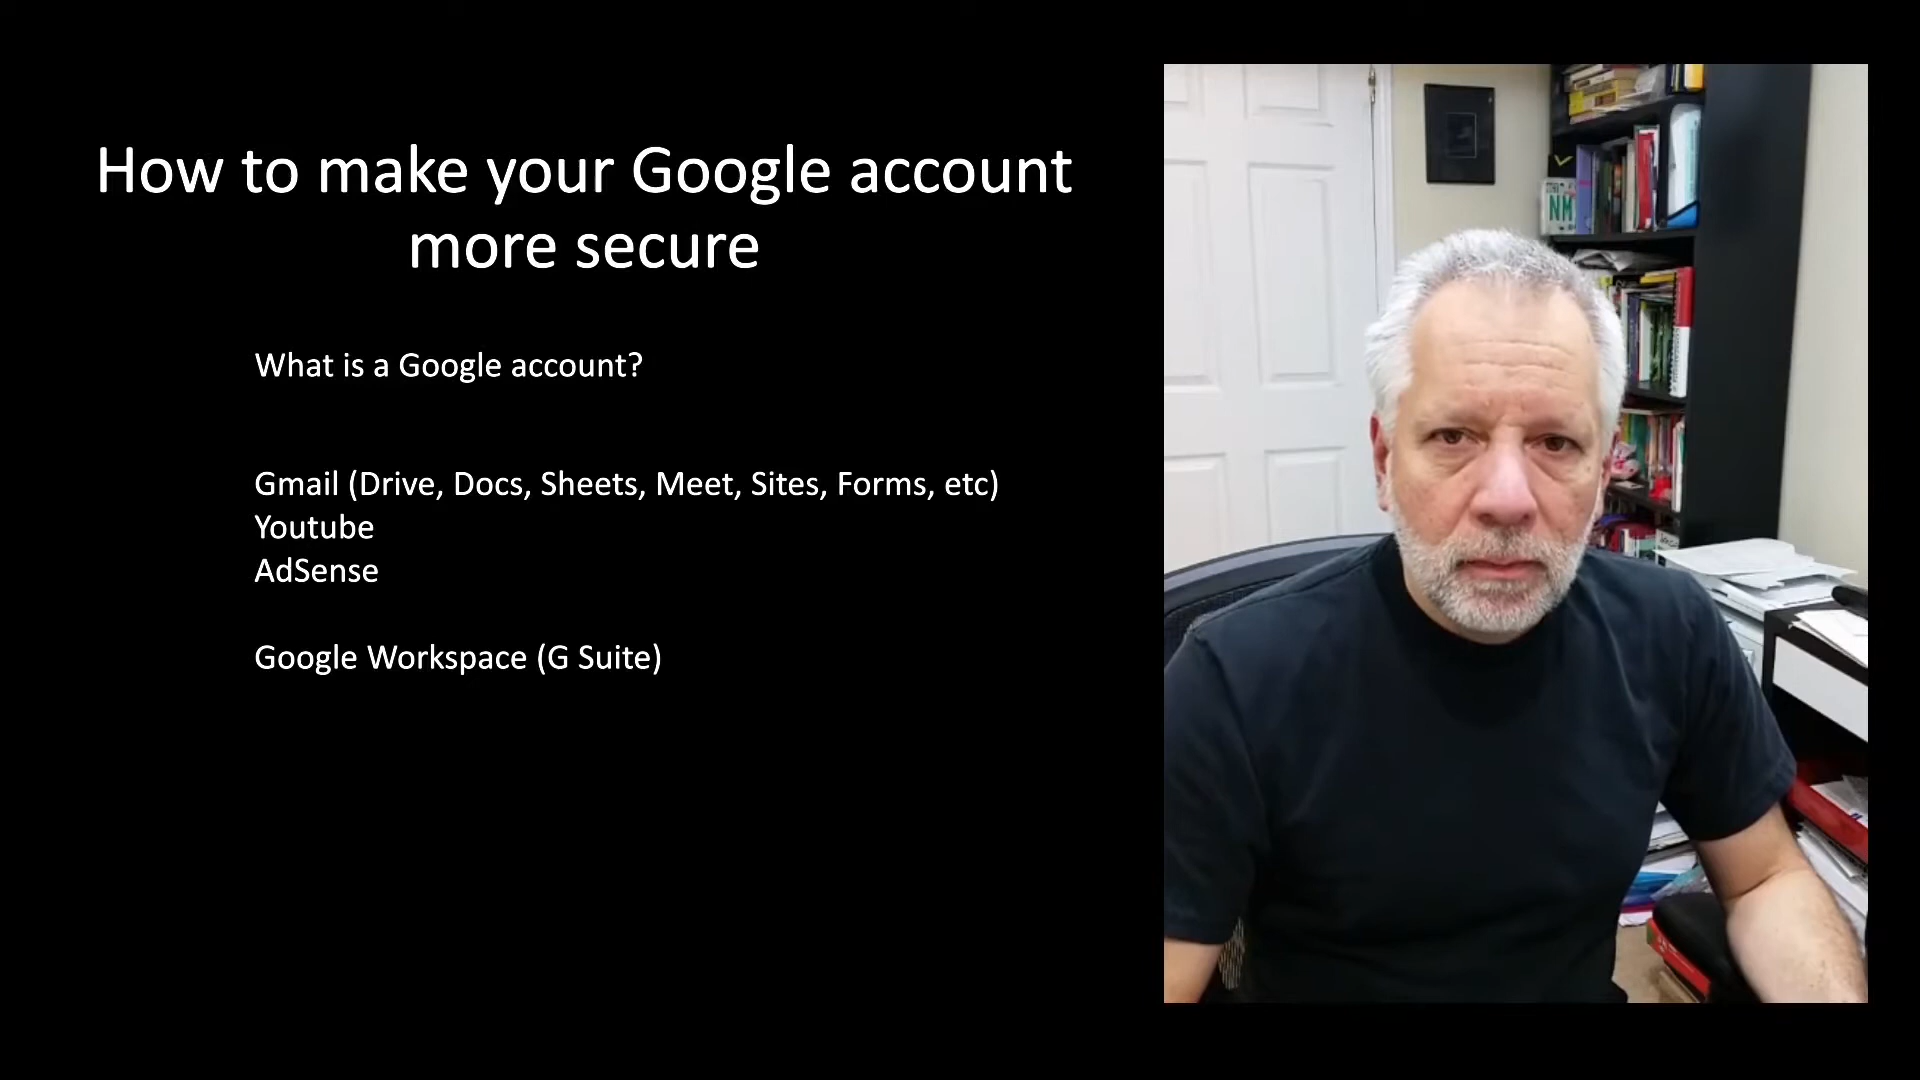 How to make your Google account
more secure
What is a Google account?
Gmail (Drive, Docs, Sheets, Meet, Sites, Forms, etc)
Youtube
AdSense
Google Workspace (G Suite)
NM